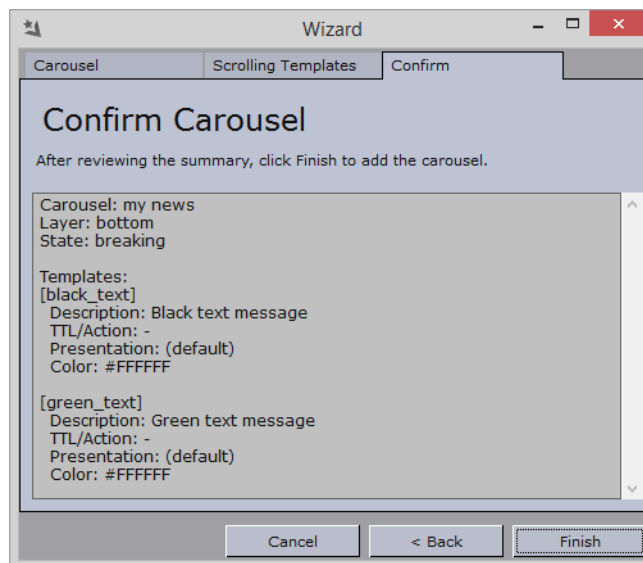 Wizard
Carousel
Scrolling Templates
Confirm
Confirm Carousel
After reviewing the summary, click Finish to add the carousel.
Carousel: my news
Layer: bottom
State: breaking
Templates:
[black_text]
Description: Black text message
TTL/Action: -
Presentation: (default)
Color: #FFFFFF
[green_text]
Description: Green text message
TTL/Action: -
Presentation: (default)
Color: #FFFFFF
Cancel
< Back
Finish